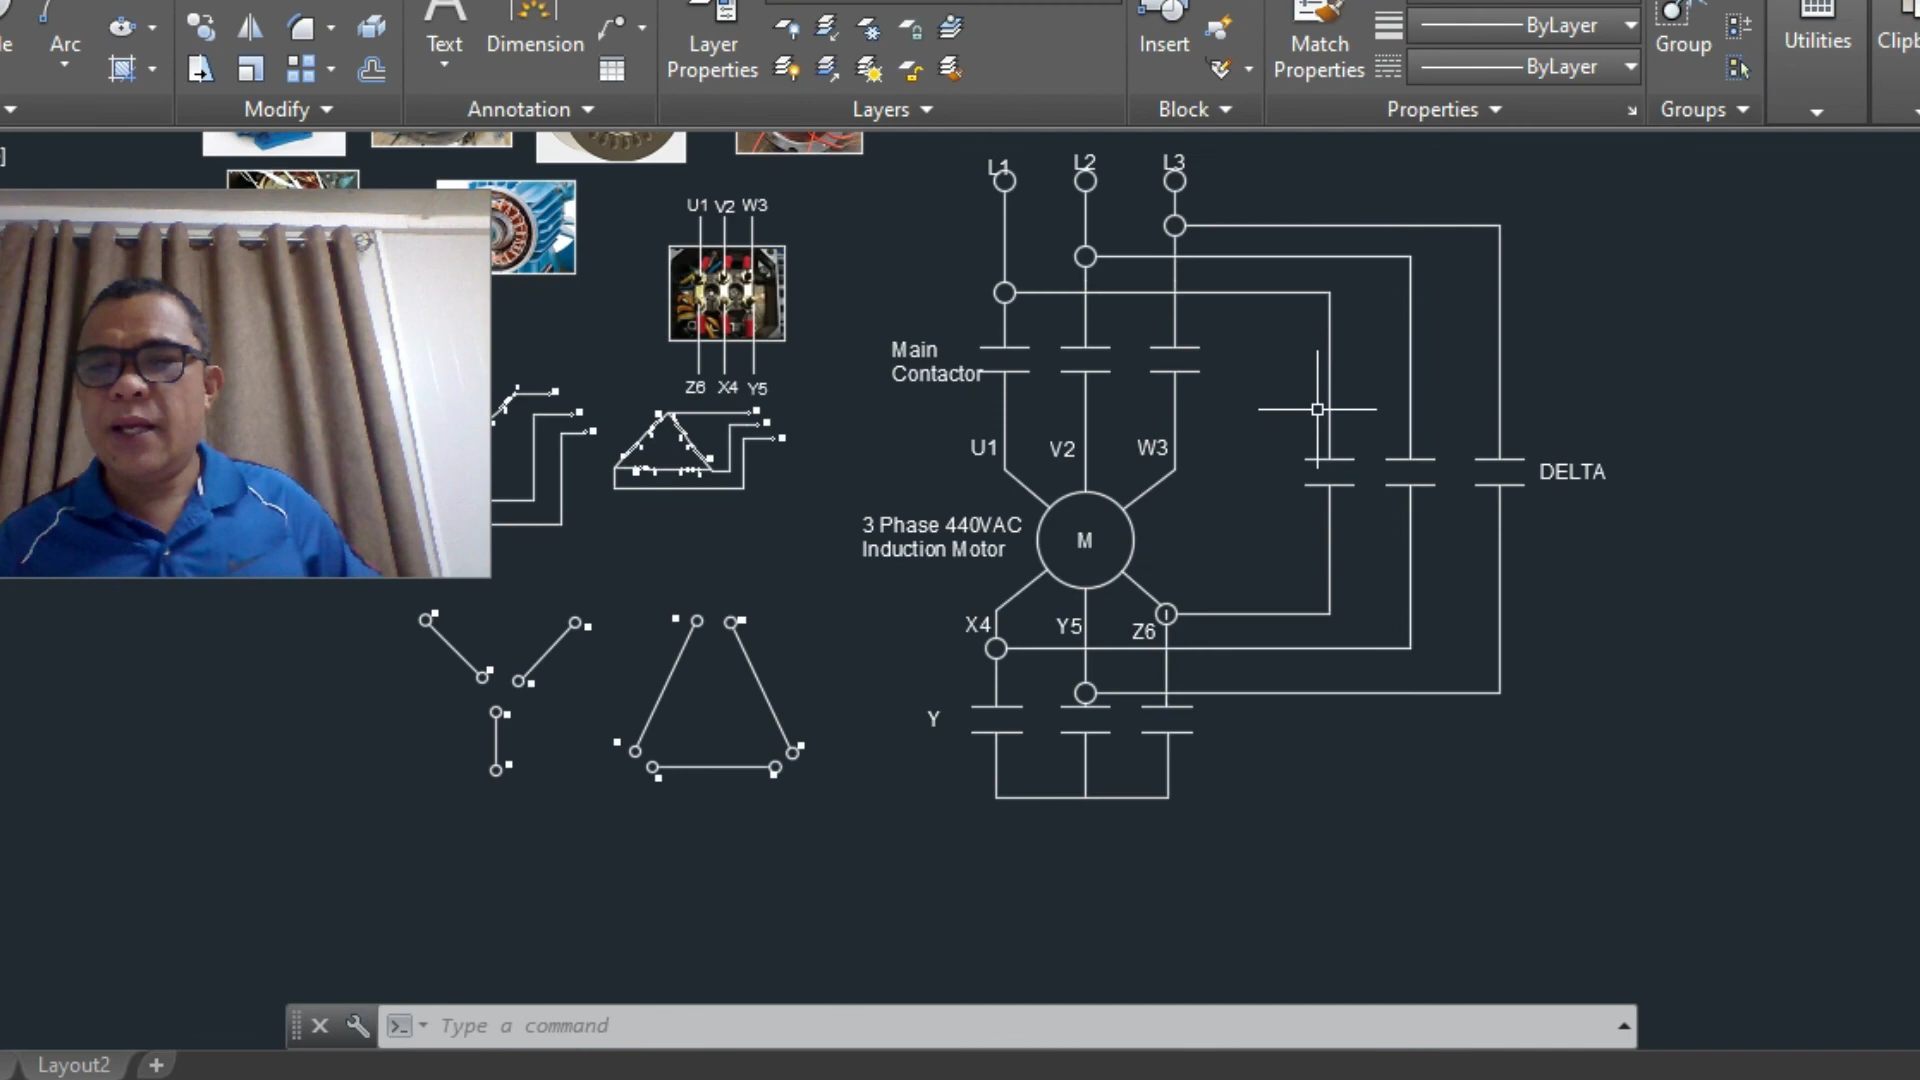 Arc
Text
Dimension
Layer
Properties
Insert
Match
Properties
ByLayer
ByLayer
Group
Utilities
Modify
Annotation
Layers
Block
Properties
Groups
L1
L2
L3
U1 V2 W3
Z6 X4 Y5
Main
Contactor
U1
V2
W3
DELTA
3 Phase 440VAC
Induction Motor
M
X4
Y5
Z6
Y
Type a command
Layout2